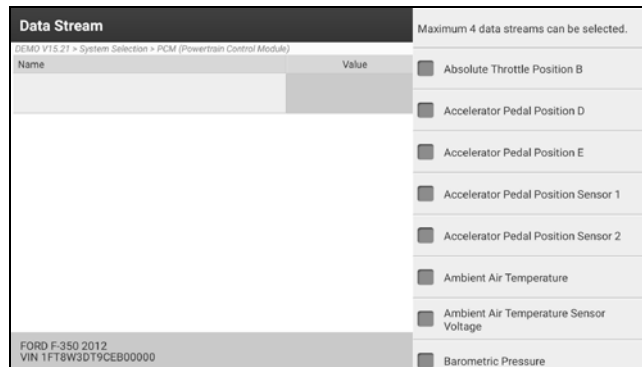 Data Stream
DEMO V15.21 > System Selection > PCM (Powertrain Control Module)
Name Value
FORD F-350 2012
VIN 1FT8W3DT9CEB00000
Maximum 4 data streams can be selected.
Absolute Throttle Position B
Accelerator Pedal Position D
Accelerator Pedal Position E
Accelerator Pedal Position Sensor 1
Accelerator Pedal Position Sensor 2
Ambient Air Temperature
Ambient Air Temperature Sensor
Voltage
Barometric Pressure